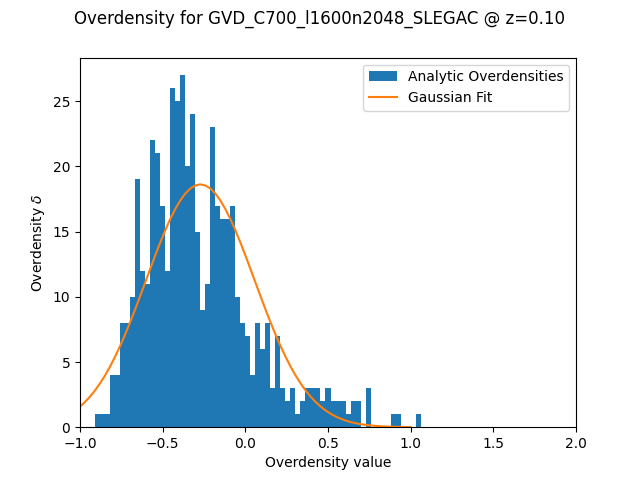 Overdensity for GVD_C700_l1600n2048_SLEGAC @ z=0.10
Analytic Overdensities
Gaussian Fit
Overdensity δ
25
20
15
10
5
0
−1.0 −0.5 0.0 0.5 1.0 1.5 2.0
Overdensity value